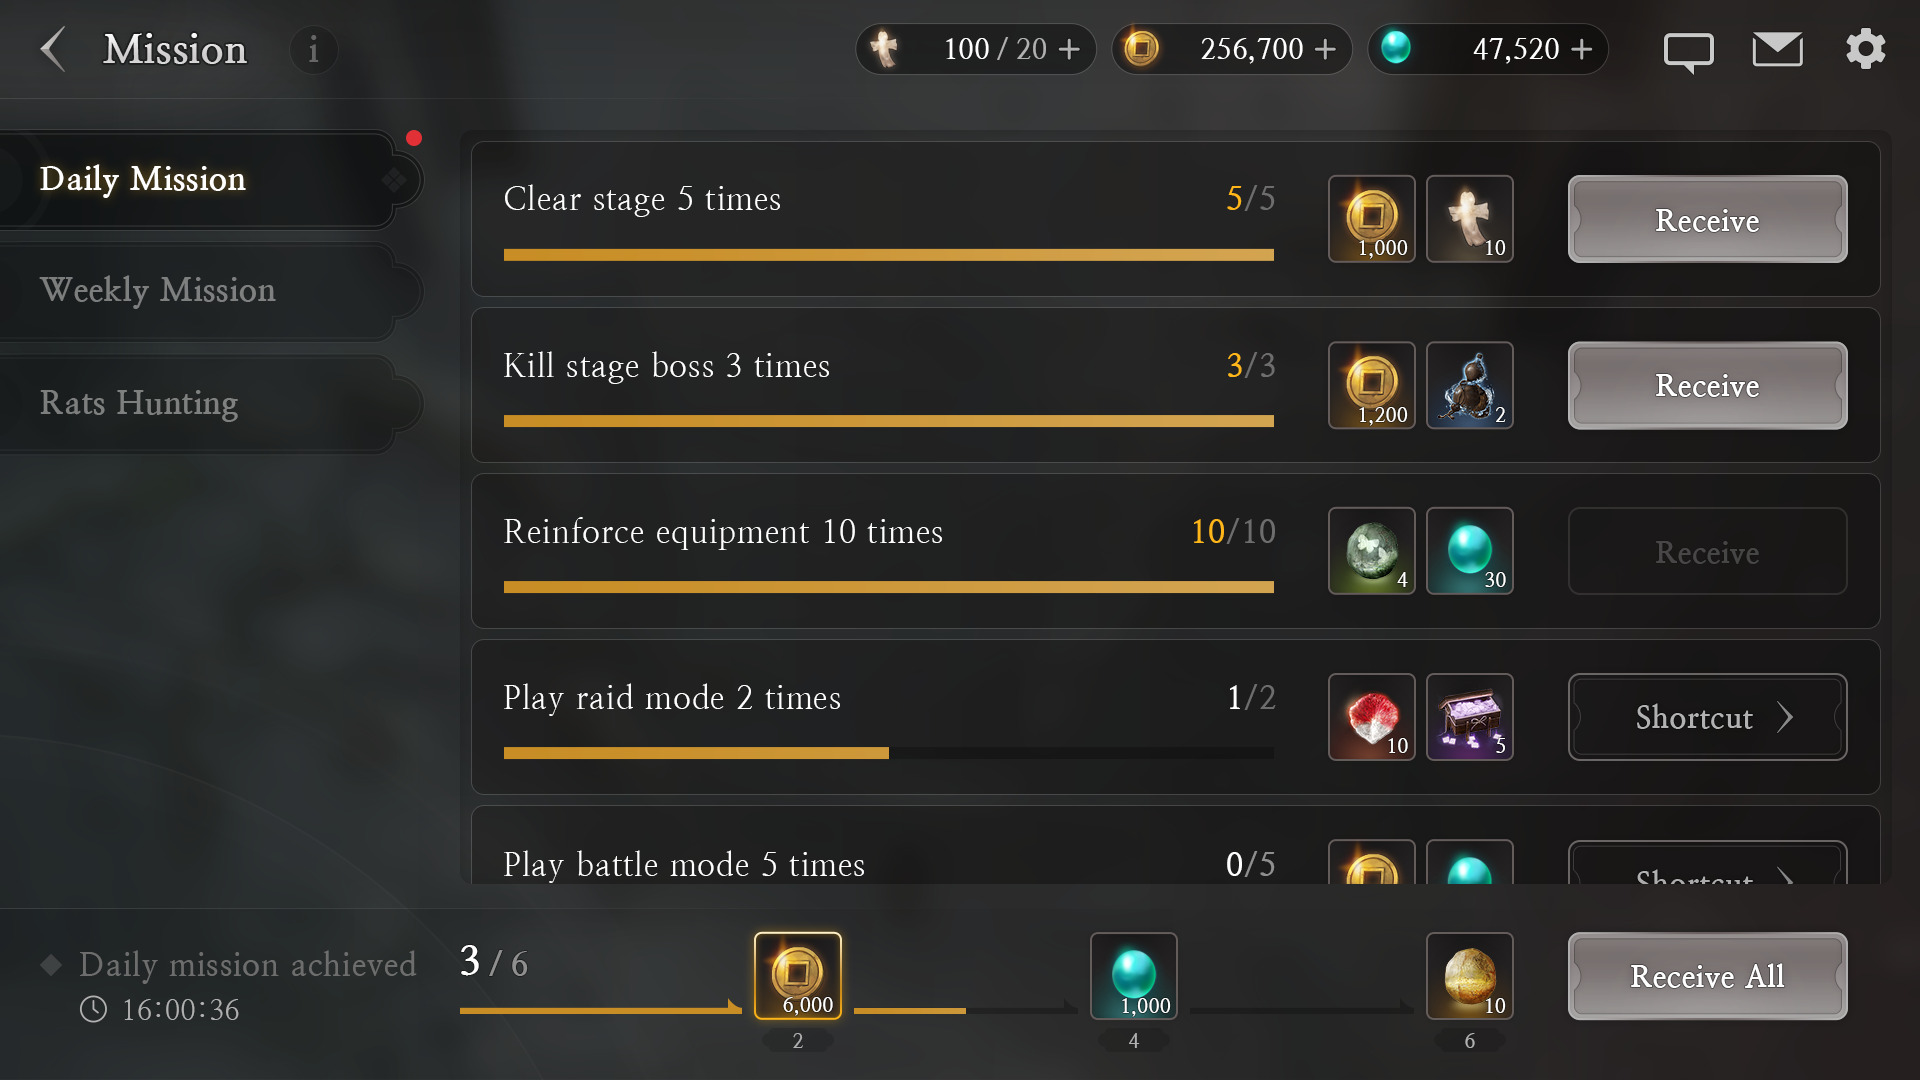 Mission
i
100 / 20 +
256,700 +
47,520 +
Daily Mission
Weekly Mission
Rats Hunting
Clear stage 5 times
5/5
1,000
10
Receive
Kill stage boss 3 times
3/3
1,200
2
Receive
Reinforce equipment 10 times
10/10
4
30
Receive
Play raid mode 2 times
1/2
10
5
Shortcut
Play battle mode 5 times
0/5
Shortcut
Daily mission achieved
16:00:36
3 / 6
6,000
2
1,000
4
10
6
Receive All